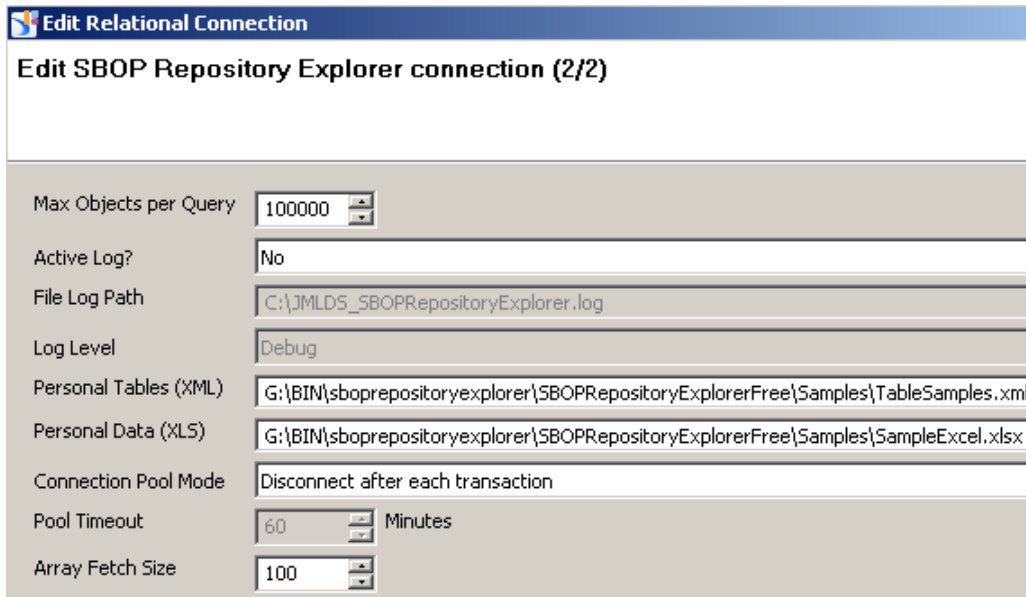 Edit Relational Connection
Edit SBOP Repository Explorer connection (2/2)
Max Objects per Query 100000
Active Log? No
File Log Path C:\JMLDS_SBOPRepositoryExplorer.log
Log Level Debug
Personal Tables (XML) G:\BIN\sboprepositoryexplorer\SBOPRepositoryExplorerFree\Samples\TableSamples.xml
Personal Data (XLS) G:\BIN\sboprepositoryexplorer\SBOPRepositoryExplorerFree\Samples\SampleExcel.xlsx
Connection Pool Mode Disconnect after each transaction
Pool Timeout 60 Minutes
Array Fetch Size 100